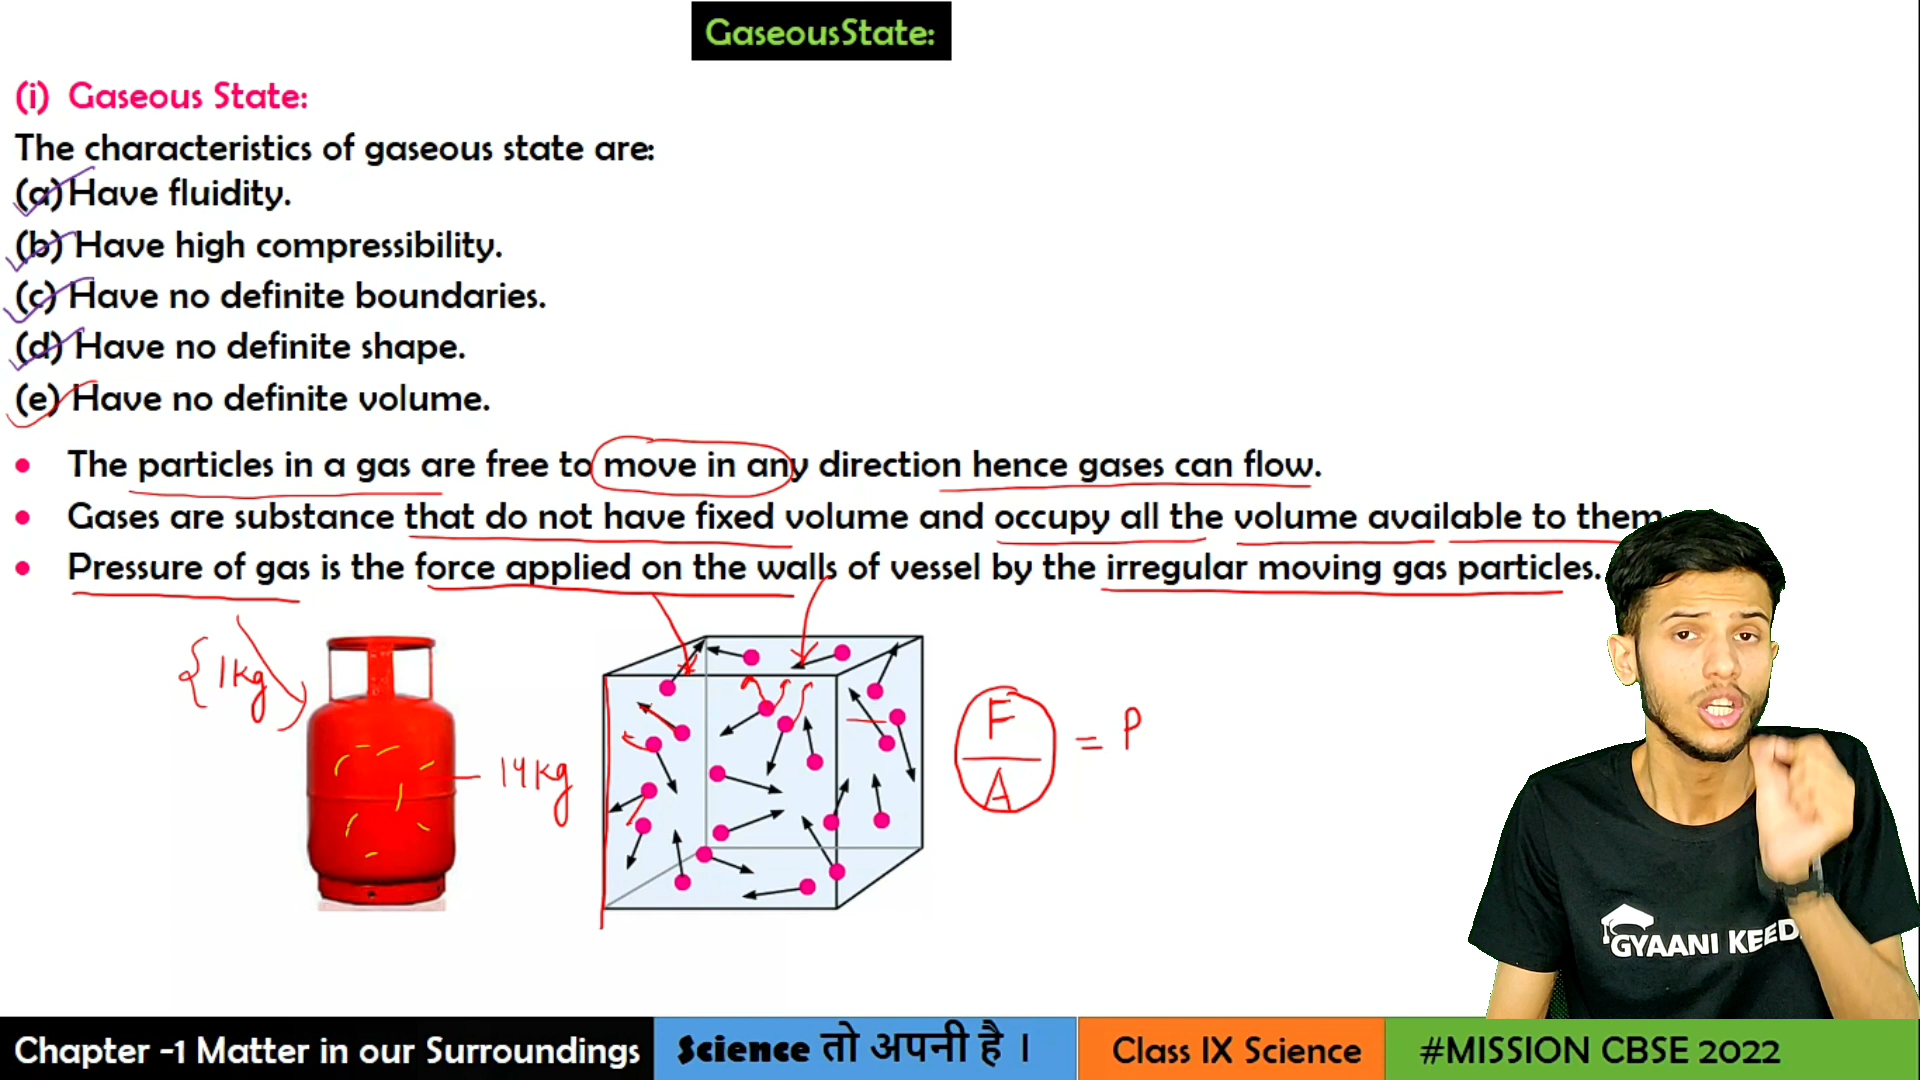 GaseousState:
(i) Gaseous State:
The characteristics of gaseous state are:
(a) Have fluidity.
(b) Have high compressibility.
(c) Have no definite boundaries.
(d) Have no definite shape.
(e) Have no definite volume.
• The particles in a gas are free to move in any direction hence gases can flow.
• Gases are substance that do not have fixed volume and occupy all the volume available to them
• Pressure of gas is the force applied on the walls of vessel by the irregular moving gas particles.
{1kg
14kg
F
A
= P
GYAANI KEED
Chapter -1 Matter in our Surroundings
Science तो अपनी है ।
Class IX Science
#MISSION CBSE 2022